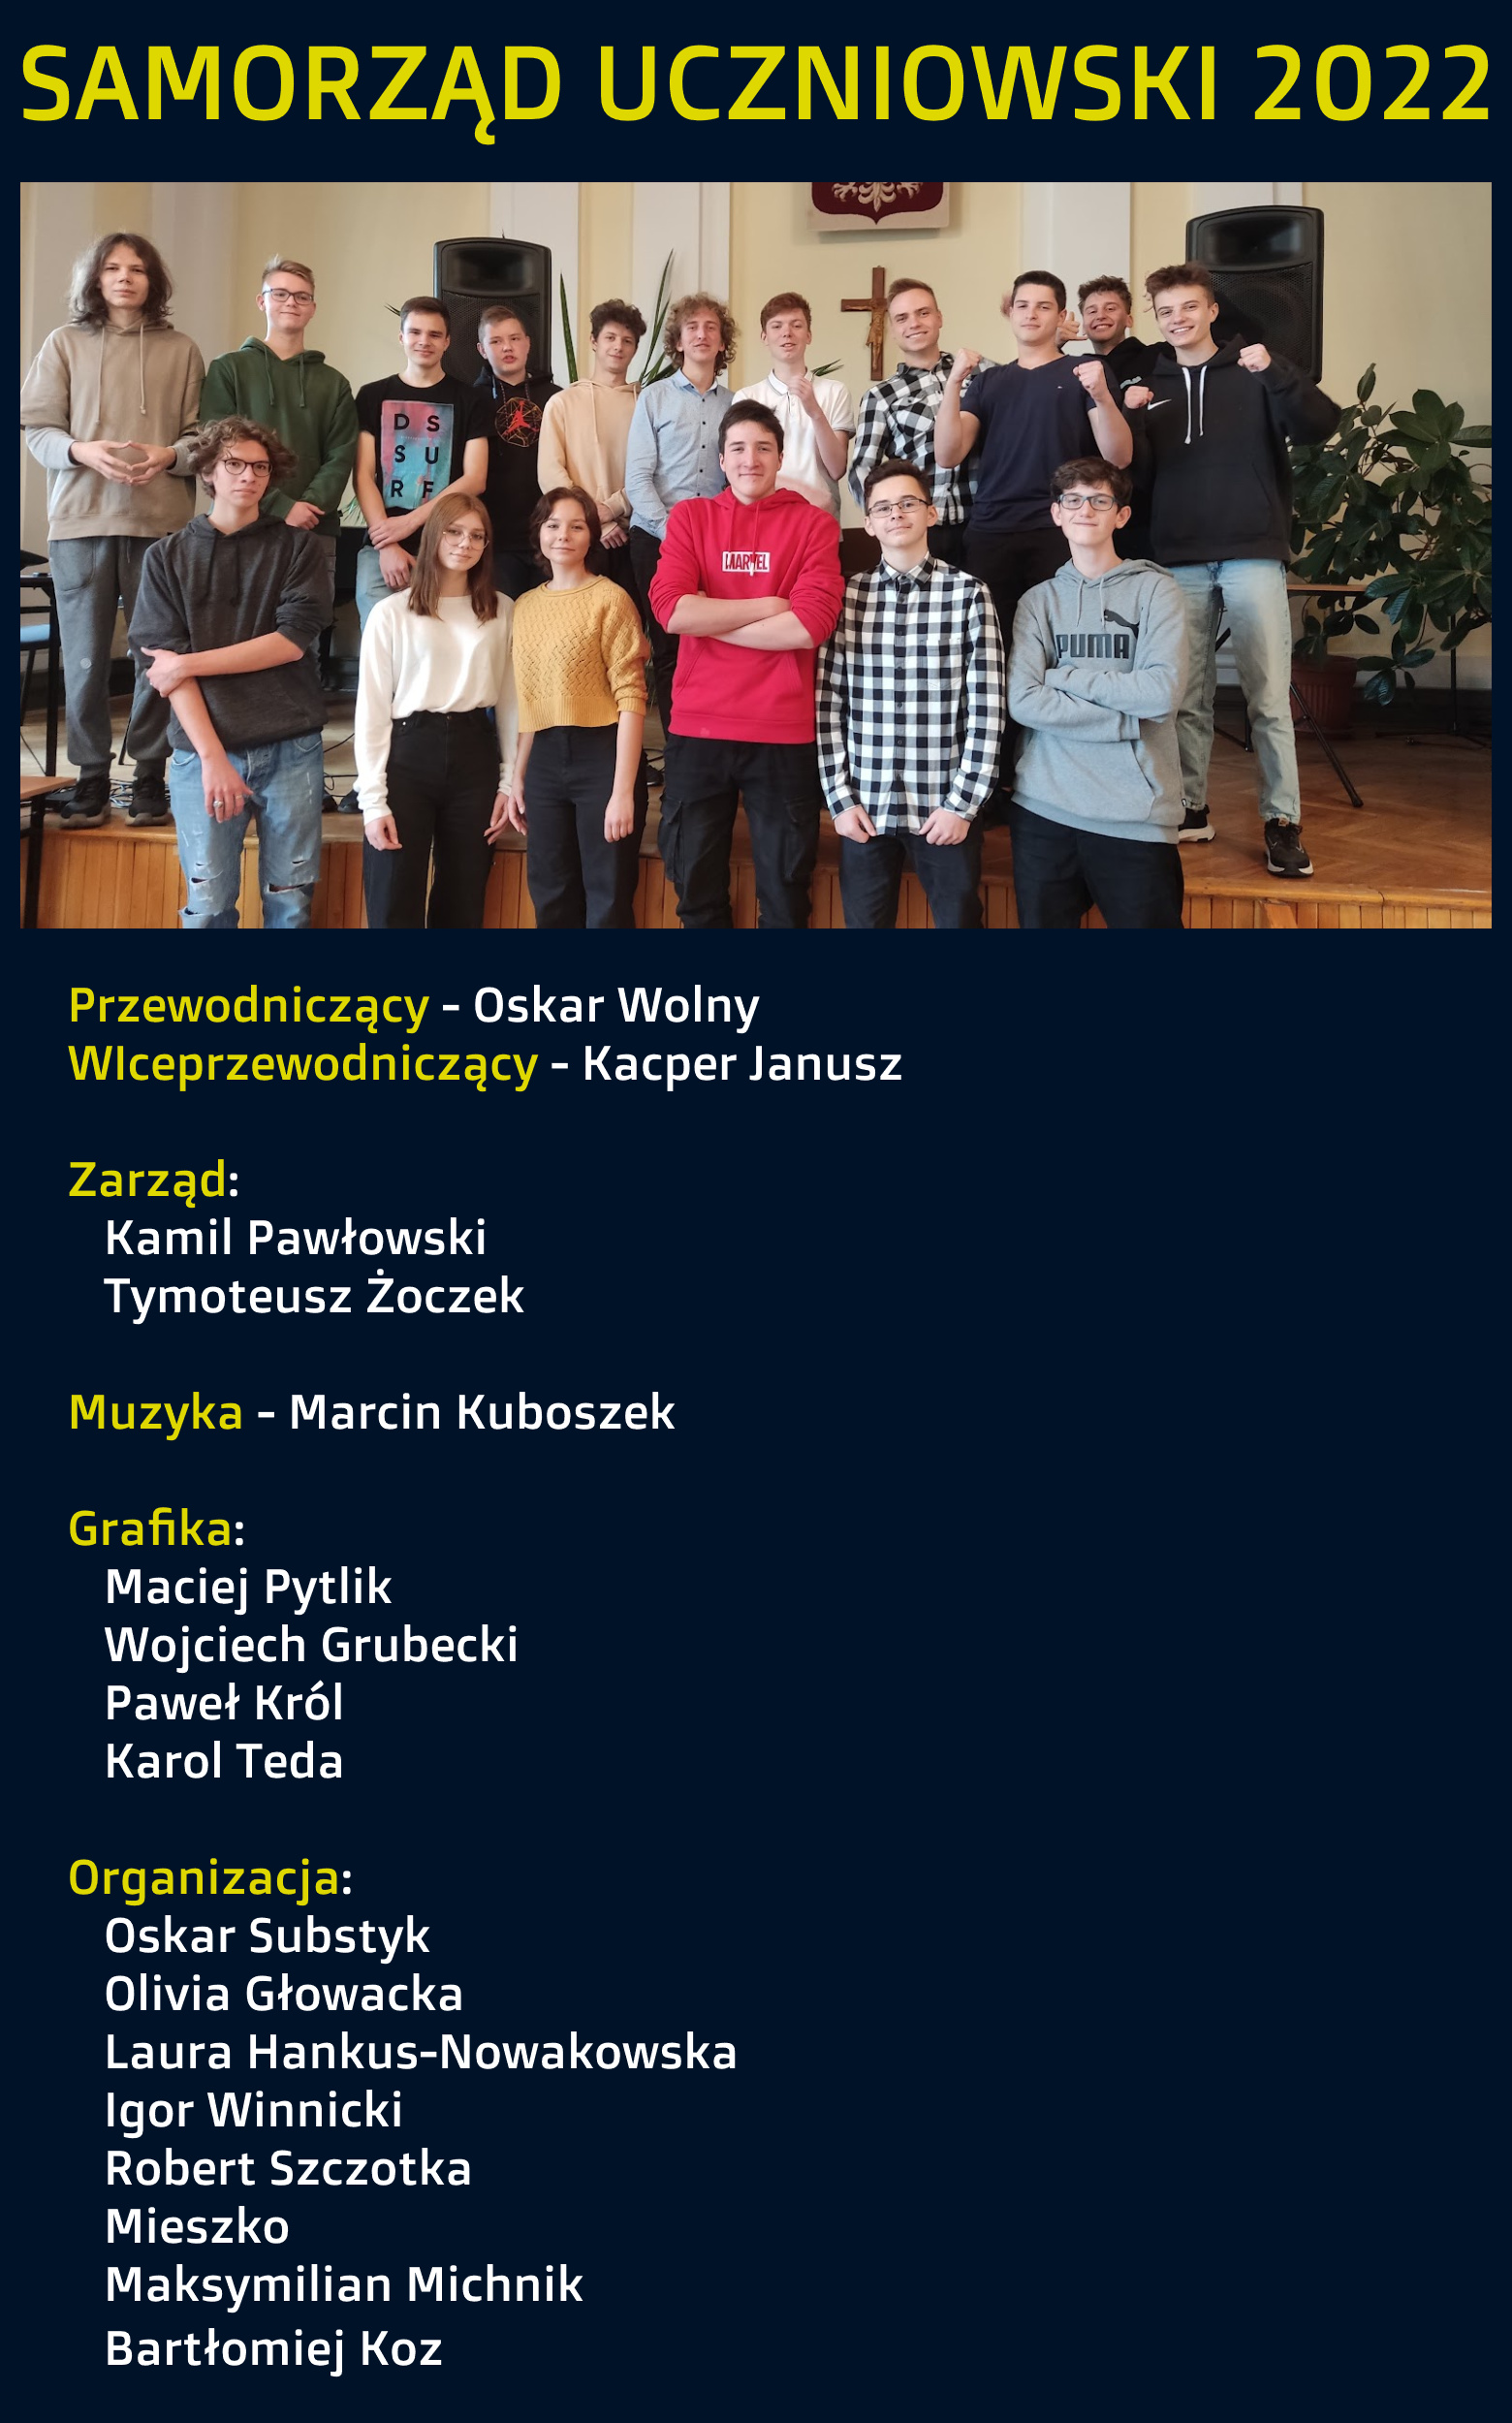 SAMORZĄD UCZNIOWSKI 2022
D S
S U
R F
MARVEL
PUMA
Przewodniczący - Oskar Wolny
WIceprzewodniczący - Kacper Janusz
Zarząd:
Kamil Pawłowski
Tymoteusz Żoczek
Muzyka - Marcin Kuboszek
Grafika:
Maciej Pytlik
Wojciech Grubecki
Paweł Król
Karol Teda
Organizacja:
Oskar Substyk
Olivia Głowacka
Laura Hankus-Nowakowska
Igor Winnicki
Robert Szczotka
Mieszko
Maksymilian Michnik
Bartłomiej Koz